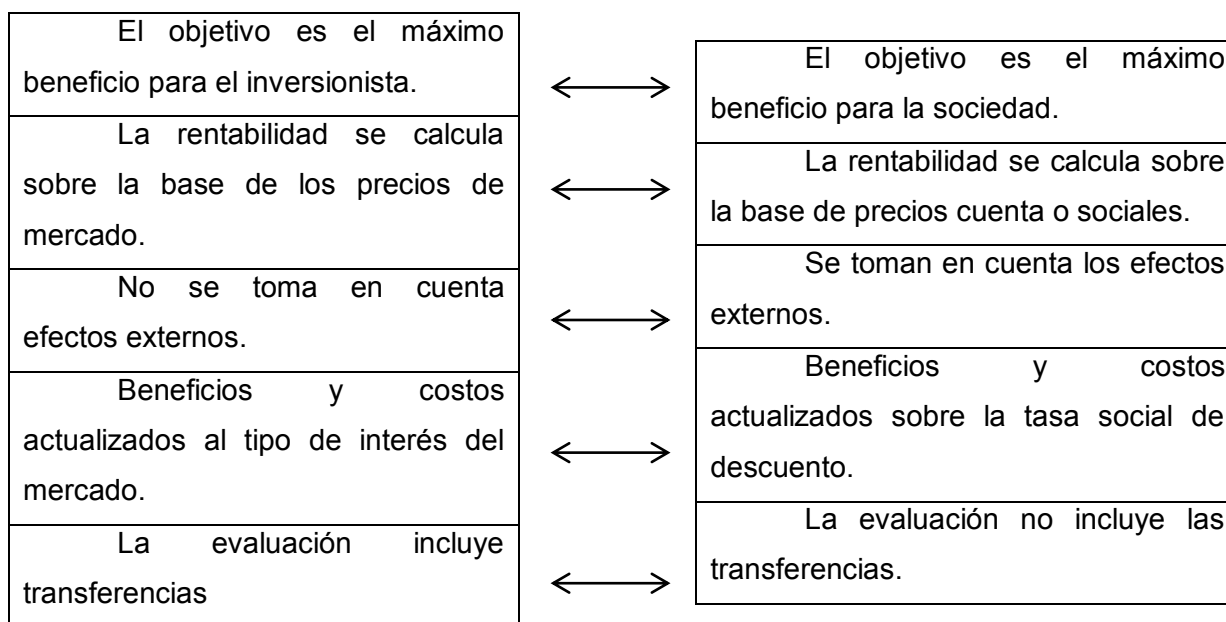 El objetivo es el máximo
beneficio para el inversionista.
La rentabilidad se calcula
sobre la base de los precios de
mercado.
No se toma en cuenta
efectos externos.
Beneficios y costos
actualizados al tipo de interés del
mercado.
La evaluación incluye
transferencias
El objetivo es el máximo
beneficio para la sociedad.
La rentabilidad se calcula sobre
la base de precios cuenta o sociales.
Se toman en cuenta los efectos
externos.
Beneficios y costos
actualizados sobre la tasa social de
descuento.
La evaluación no incluye las
transferencias.